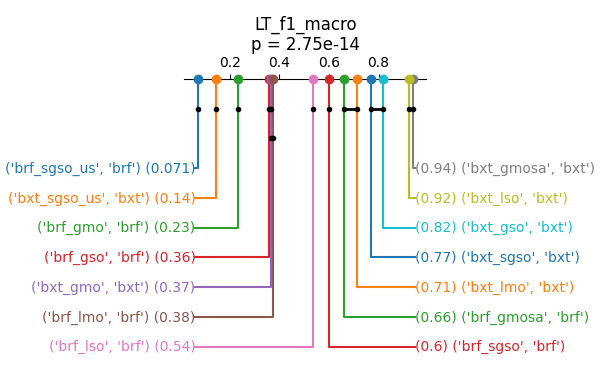 LT_f1_macro
p = 2.75e-14
0.2 0.4 0.6 0.8
('brf_sgso_us', 'brf') (0.071)
(0.94) ('bxt_gmosa', 'bxt')
('bxt_sgso_us', 'bxt') (0.14)
(0.92) ('bxt_lso', 'bxt')
('brf_gmo', 'brf') (0.23)
(0.82) ('bxt_gso', 'bxt')
('brf_gso', 'brf') (0.36)
(0.77) ('bxt_sgso', 'bxt')
('bxt_gmo', 'bxt') (0.37)
(0.71) ('bxt_lmo', 'bxt')
('brf_lmo', 'brf') (0.38)
(0.66) ('brf_gmosa', 'brf')
('brf_lso', 'brf') (0.54)
(0.6) ('brf_sgso', 'brf')